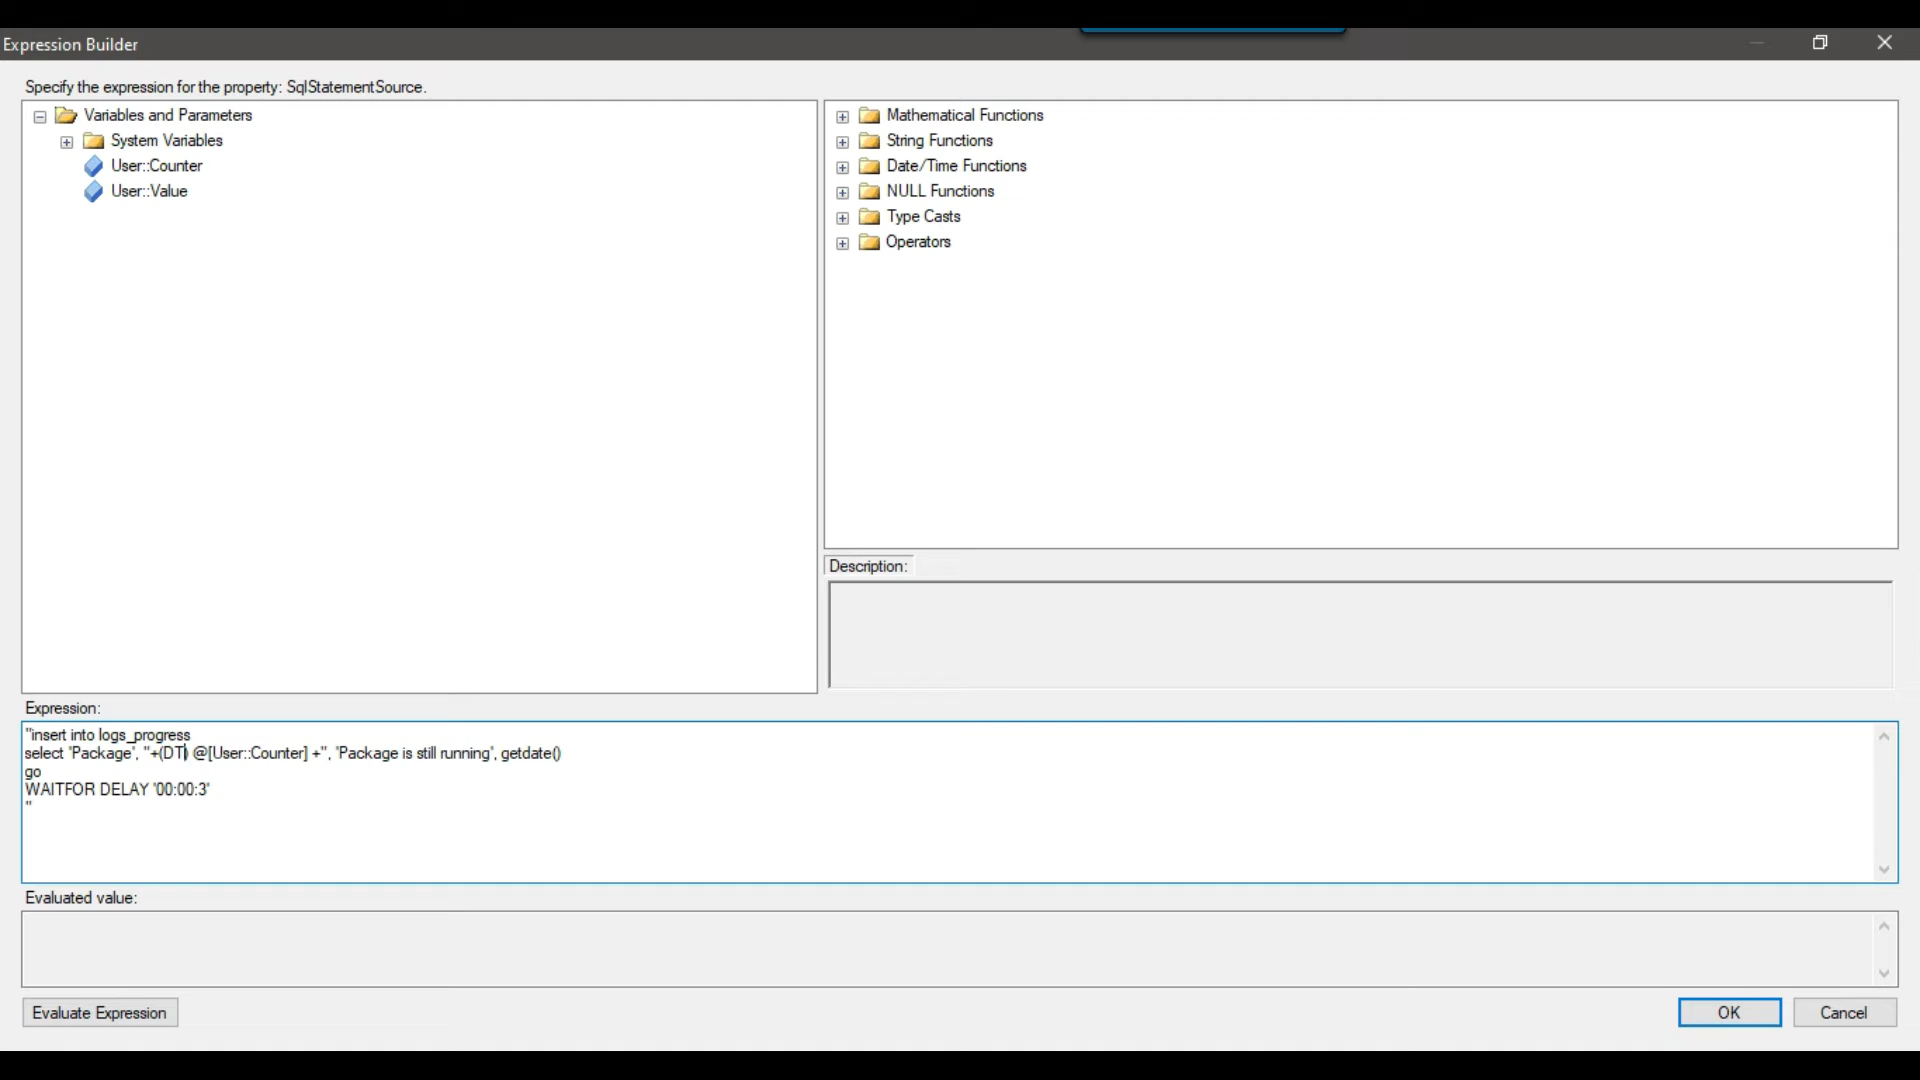 Expression Builder
Specify the expression for the property: SqlStatementSource.
Variables and Parameters
System Variables
User::Counter
User::Value
Mathematical Functions
String Functions
Date/Time Functions
NULL Functions
Type Casts
Operators
Description:
Expression:
"insert into logs_progress
select 'Package', "+(DT) @[User::Counter] +", 'Package is still running', getdate()
go
WAITFOR DELAY '00:00:3'
"
Evaluated value:
Evaluate Expression
OK
Cancel